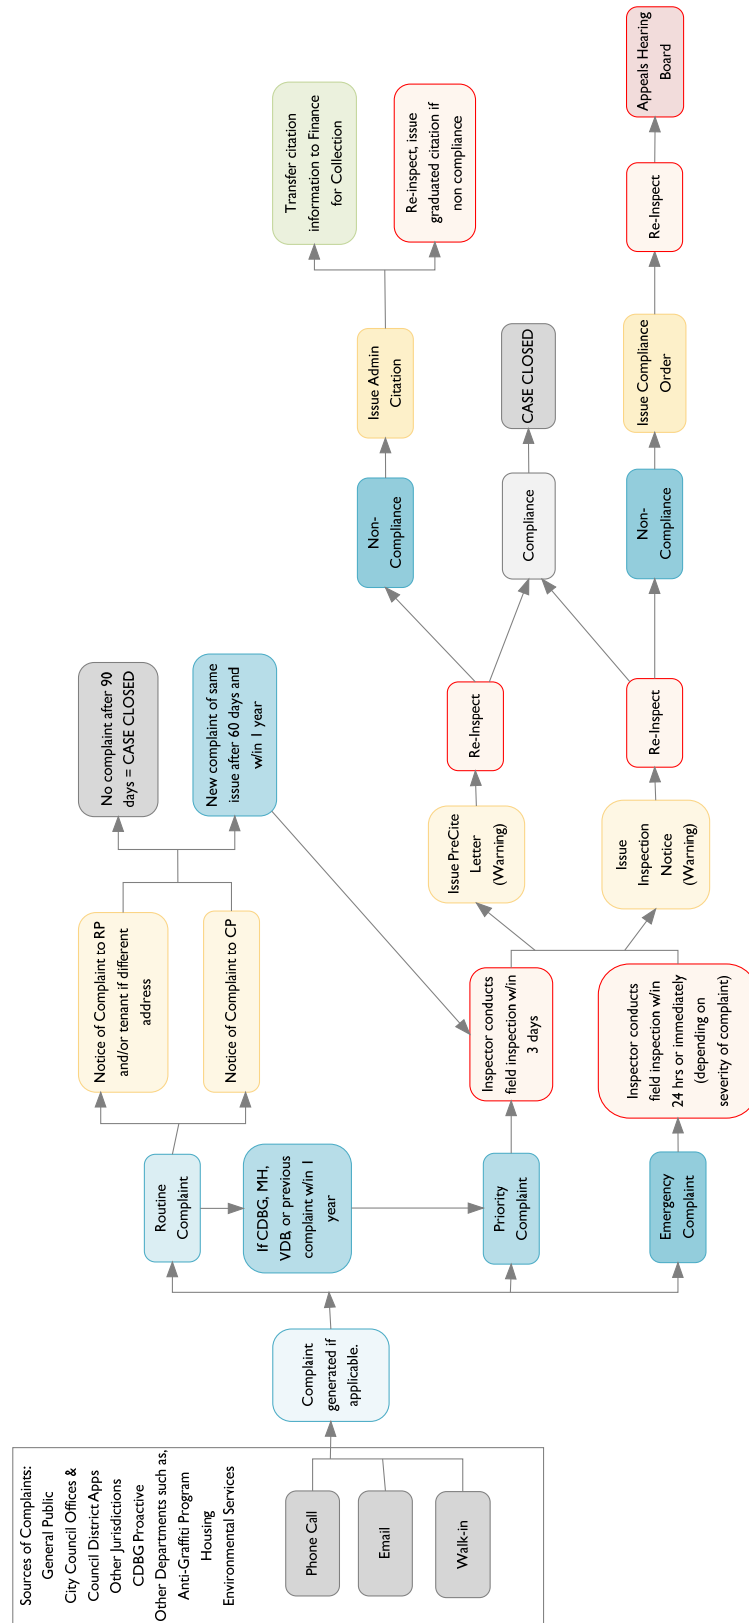 Sources of Complaints:
General Public
City Council Offices &
Council District Apps
Other Jurisdictions
CDBG Proactive
Other Departments such as,
Anti-Graffiti Program
Housing
Environmental Services
Phone Call
Email
Walk-in
Complaint
generated if
applicable.
Routine
Complaint
If CDBG, MH,
VDB, or previous
complaint w/in 1
year
Priority
Complaint
Emergency
Complaint
Notice of Complaint to RP
and/or tenant if different
address
Notice of Complaint to CP
Inspector conducts
field inspection w/in
3 days
Inspector conducts
field inspection w/in
24 hrs or immediately
(depending on
severity of complaint)
No complaint after 90
days = CASE CLOSED
New complaint of same
issue after 60 days and
w/in 1 year
Issue PreCite
Letter
(Warning)
Issue
Inspection
Notice
(Warning)
Re-Inspect
Re-Inspect
Non-
Compliance
Compliance
Non-
Compliance
Issue Admin
Citation
CASE CLOSED
Issue Compliance
Order
Transfer citation
information to Finance
for Collection
Re-inspect, issue
graduated citation if
non compliance
Re-Inspect
Appeals Hearing
Board